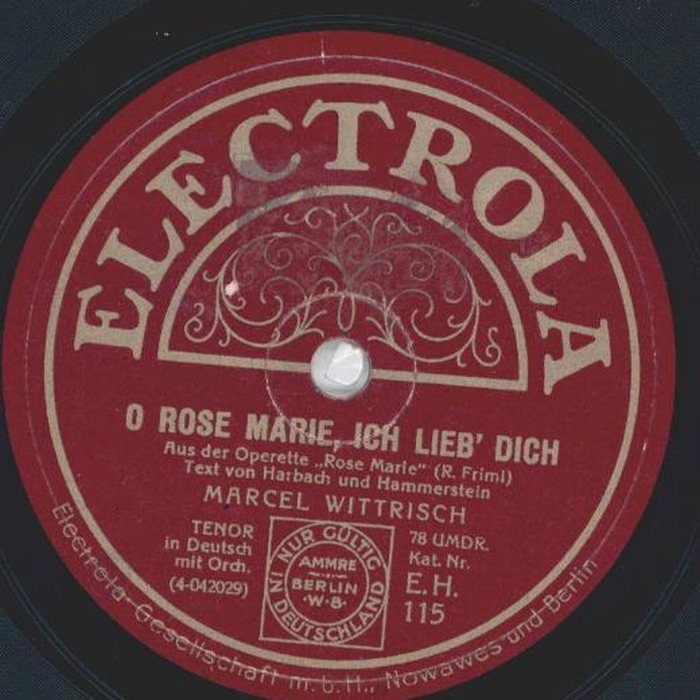 ELECTROLA
O ROSE MARIE, ICH LIEB' DICH
Aus der Operette „Rose Marie" (R. Friml)
Text von Harbach und Hammerstein
MARCEL WITTRISCH
TENOR
in Deutsch
mit Orch.
(4-042029)
NUR GÜLTIG
IN DEUTSCHLAND
AMMRE
BERLIN
·W·8·
78 UMDR.
Kat. Nr.
E.H.
115
Electrola-Gesellschaft m.b.H., Nowawes und Berlin